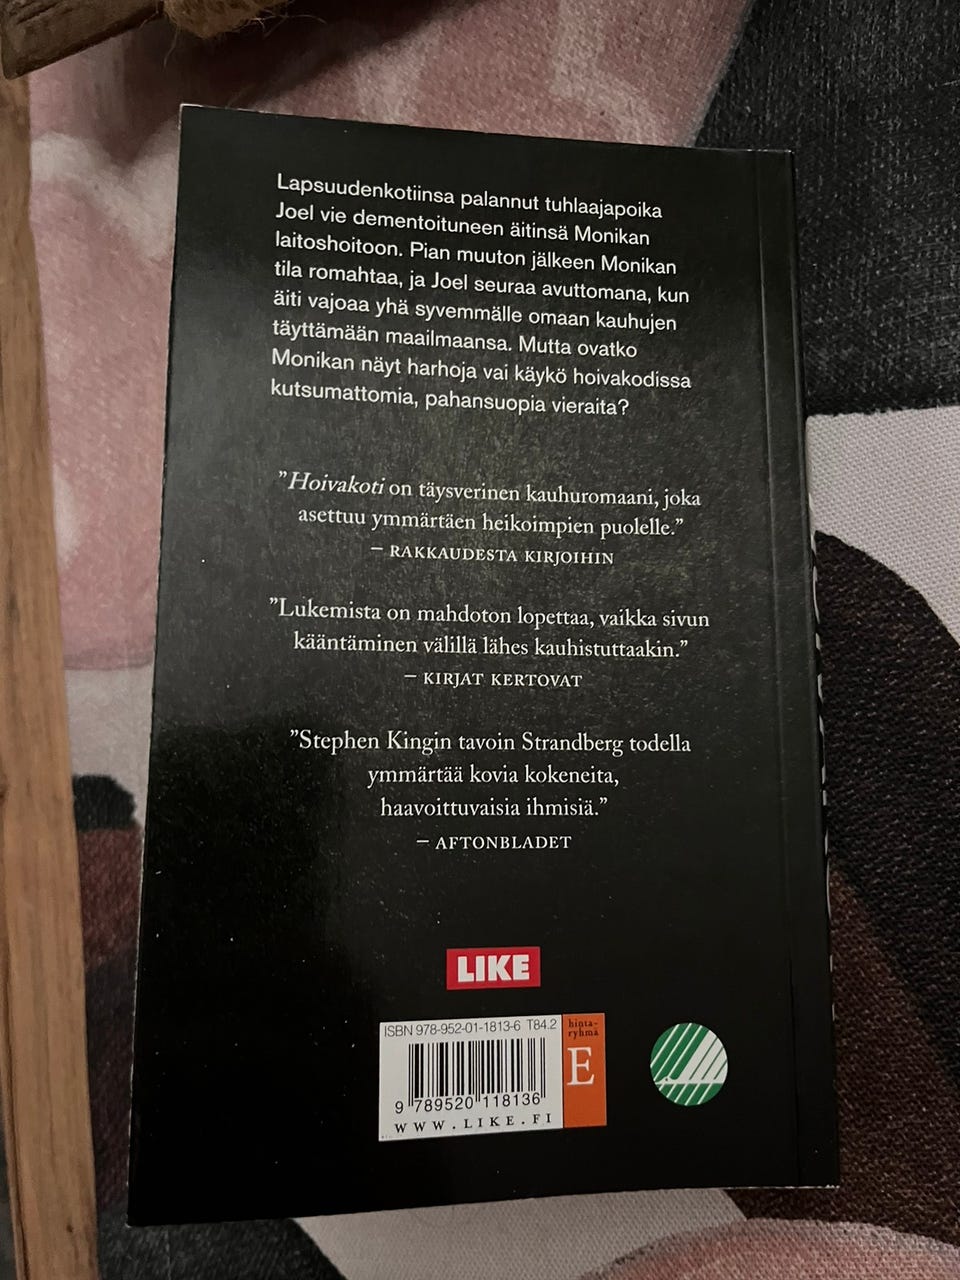 Lapsuudenkotiinsa palannut tuhlaajapoika
Joel vie dementoituneen äitinsä Monikan
laitoshoitoon. Pian muuton jälkeen Monikan
tila romahtaa, ja Joel seuraa avuttomana, kun
äiti vajoaa yhä syvemmälle omaan kauhujen
täyttämään maailmaansa. Mutta ovatko
Monikan näyt harhoja vai käykö hoivakodissa
kutsumattomia, pahansuopia vieraita?
”Hoivakoti on täysverinen kauhuromaani, joka
asettuu ymmärtäen heikoimpien puolelle.”
– RAKKAUDESTA KIRJOIHIN
”Lukemista on mahdoton lopettaa, vaikka sivun
kääntäminen välillä lähes kauhistuttaakin.”
– KIRJAT KERTOVAT
”Stephen Kingin tavoin Strandberg todella
ymmärtää kovia kokeneita,
haavoittuvaisia ihmisiä.”
– AFTONBLADET
LIKE
ISBN 978-952-01-1813-6 T84.2
hinta-
ryhmä
E
9 789520 118136
WWW.LIKE.FI